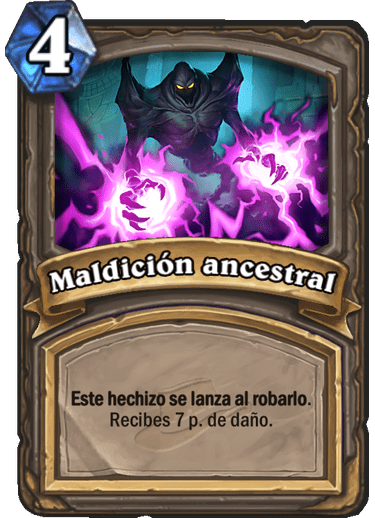 4
Maldición ancestral
Este hechizo se lanza al robarlo.
Recibes 7 p. de daño.